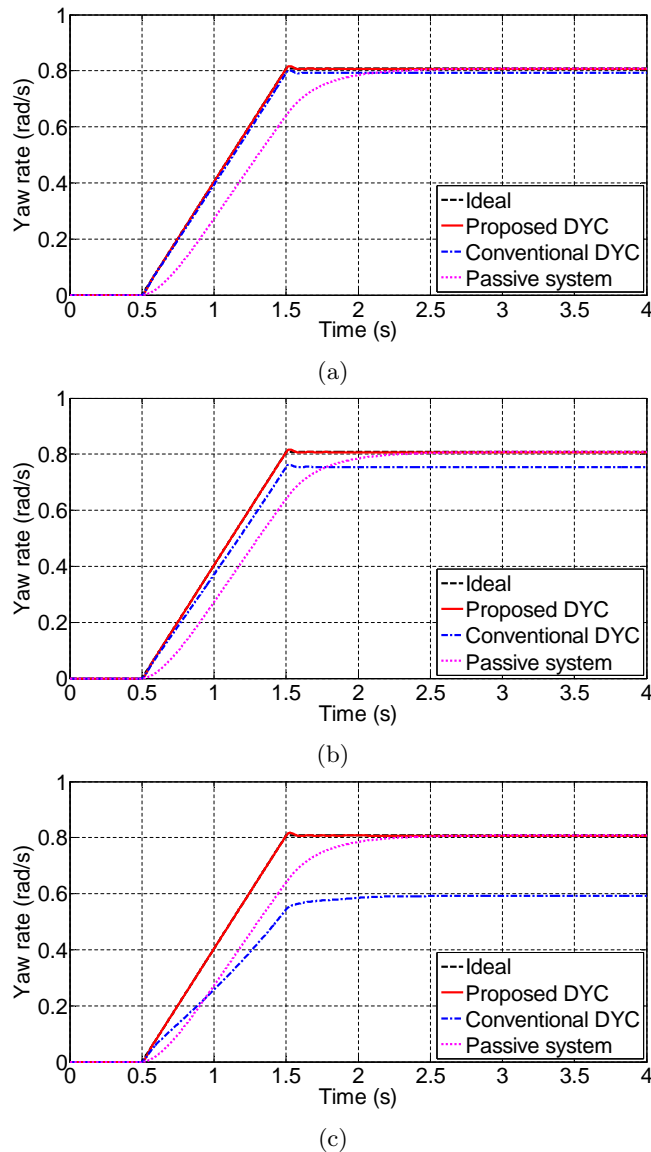 1
0.8
0.6
0.4
0.2
0
Yaw rate (rad/s)
Ideal
Proposed DYC
Conventional DYC
Passive system
0 0.5 1 1.5 2 2.5 3 3.5 4
Time (s)
(a)
1
0.8
0.6
0.4
0.2
0
Yaw rate (rad/s)
Ideal
Proposed DYC
Conventional DYC
Passive system
0 0.5 1 1.5 2 2.5 3 3.5 4
Time (s)
(b)
1
0.8
0.6
0.4
0.2
0
Yaw rate (rad/s)
Ideal
Proposed DYC
Conventional DYC
Passive system
0 0.5 1 1.5 2 2.5 3 3.5 4
Time (s)
(c)